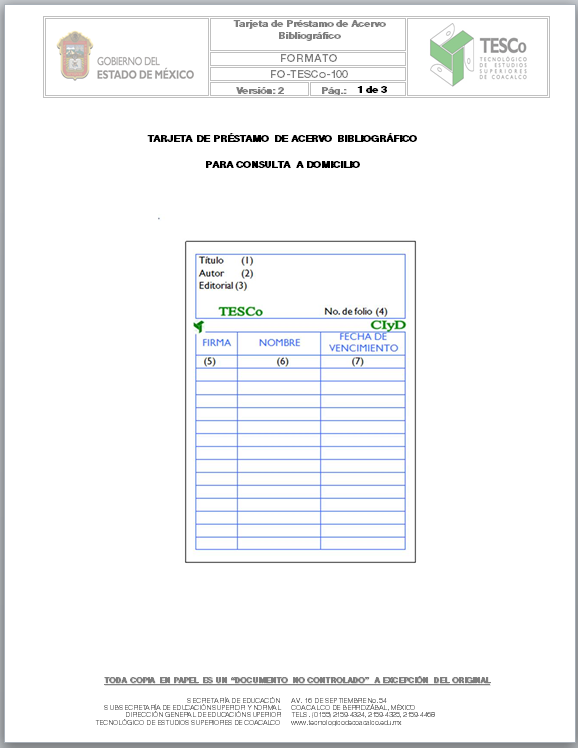 GOBIERNO DEL
ESTADO DE MÉXICO
Tarjeta de Préstamo de Acervo
Bibliográfico
FORMATO
FO-TESCo-100
Versión: 2
Pág.: 1 de 3
TESCo
TECNOLÓGICO
DE ESTUDIOS
SUPERIORES
DE COACALCO
TARJETA DE PRÉSTAMO DE ACERVO BIBLIOGRÁFICO
PARA CONSULTA A DOMICILIO
Título (1)
Autor (2)
Editorial (3)
TESCo No. de folio (4)
CIyD
FIRMA NOMBRE FECHA DE
VENCIMIENTO
(5) (6) (7)
TODA COPIA EN PAPEL ES UN “DOCUMENTO NO CONTROLADO” A EXCEPCIÓN DEL ORIGINAL
SECRETARÍA DE EDUCACIÓN
SUBSECRETARÍA DE EDUCACIÓN SUPERIOR Y NORMAL
DIRECCIÓN GENERAL DE EDUCACIÓN SUPERIOR
TECNOLÓGICO DE ESTUDIOS SUPERIORES DE COACALCO
AV. 16 DE SEPTIEMBRE No. 54
COACALCO DE BERRIOZÁBAL, MÉXICO
TELS. (0155) 2159-4324, 2159-4325, 2159-4468
www.tecnologicodecoacalco.edu.mx